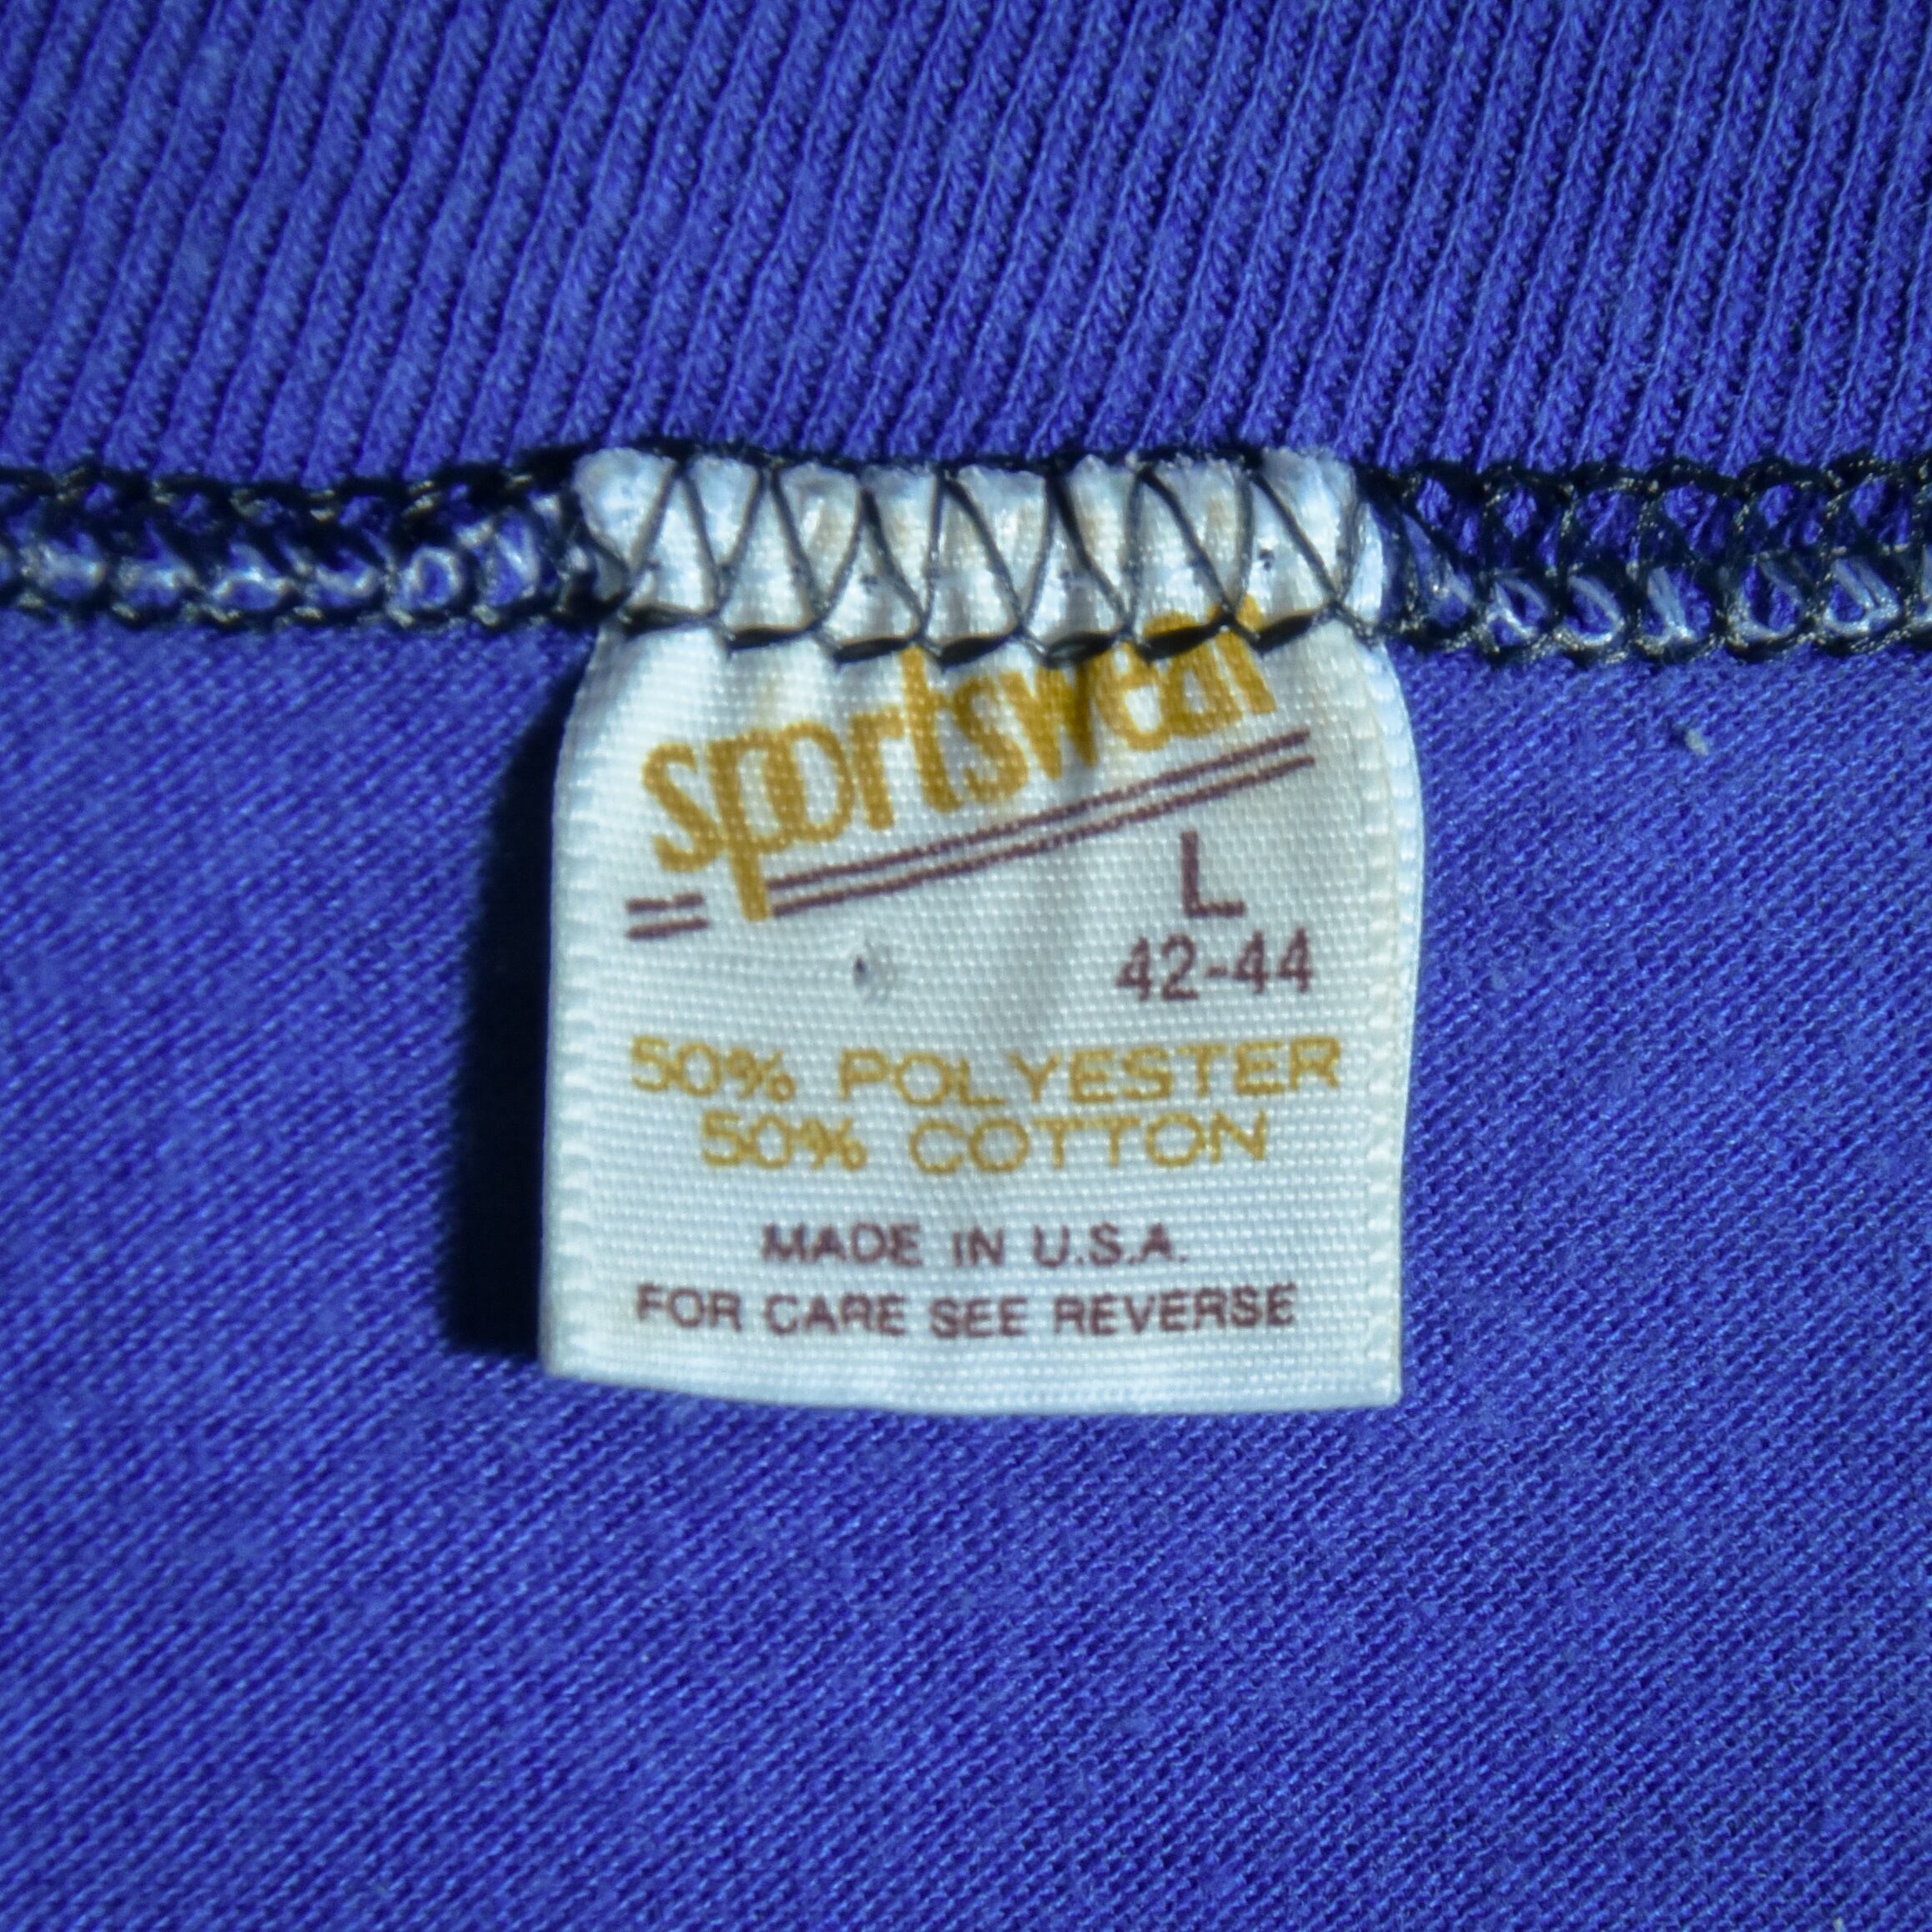 sportswear
L
42-44
50% POLYESTER
50% COTTON
MADE IN U.S.A.
FOR CARE SEE REVERSE